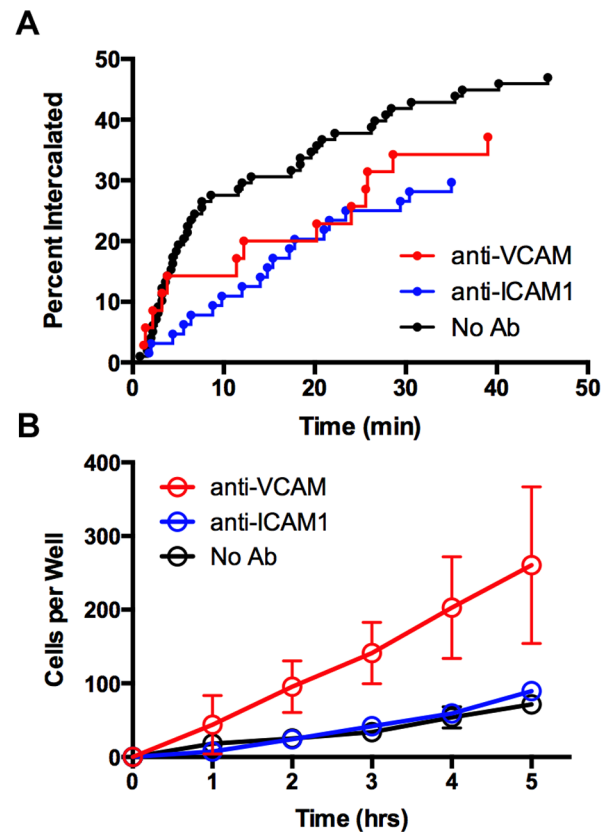 A
Percent Intercalated
50
40
30
20
10
0
anti-VCAM
anti-ICAM1
No Ab
0 10 20 30 40 50
Time (min)
B
Cells per Well
400
300
200
100
0
anti-VCAM
anti-ICAM1
No Ab
0 1 2 3 4 5
Time (hrs)